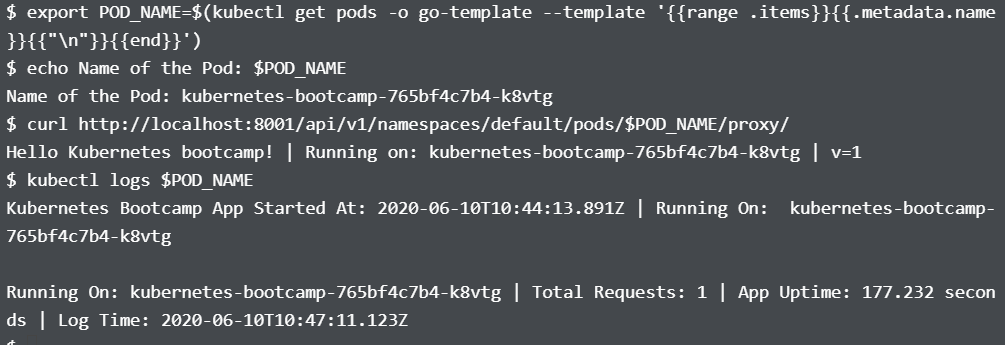 $ export POD_NAME=$(kubectl get pods -o go-template --template '{{range .items}}{{.metadata.name
}}{{"\n"}}{{end}}')
$ echo Name of the Pod: $POD_NAME
Name of the Pod: kubernetes-bootcamp-765bf4c7b4-k8vtg
$ curl http://localhost:8001/api/v1/namespaces/default/pods/$POD_NAME/proxy/
Hello Kubernetes bootcamp! | Running on: kubernetes-bootcamp-765bf4c7b4-k8vtg | v=1
$ kubectl logs $POD_NAME
Kubernetes Bootcamp App Started At: 2020-06-10T10:44:13.891Z | Running On:  kubernetes-bootcamp-
765bf4c7b4-k8vtg

Running On: kubernetes-bootcamp-765bf4c7b4-k8vtg | Total Requests: 1 | App Uptime: 177.232 secon
ds | Log Time: 2020-06-10T10:47:11.123Z
$